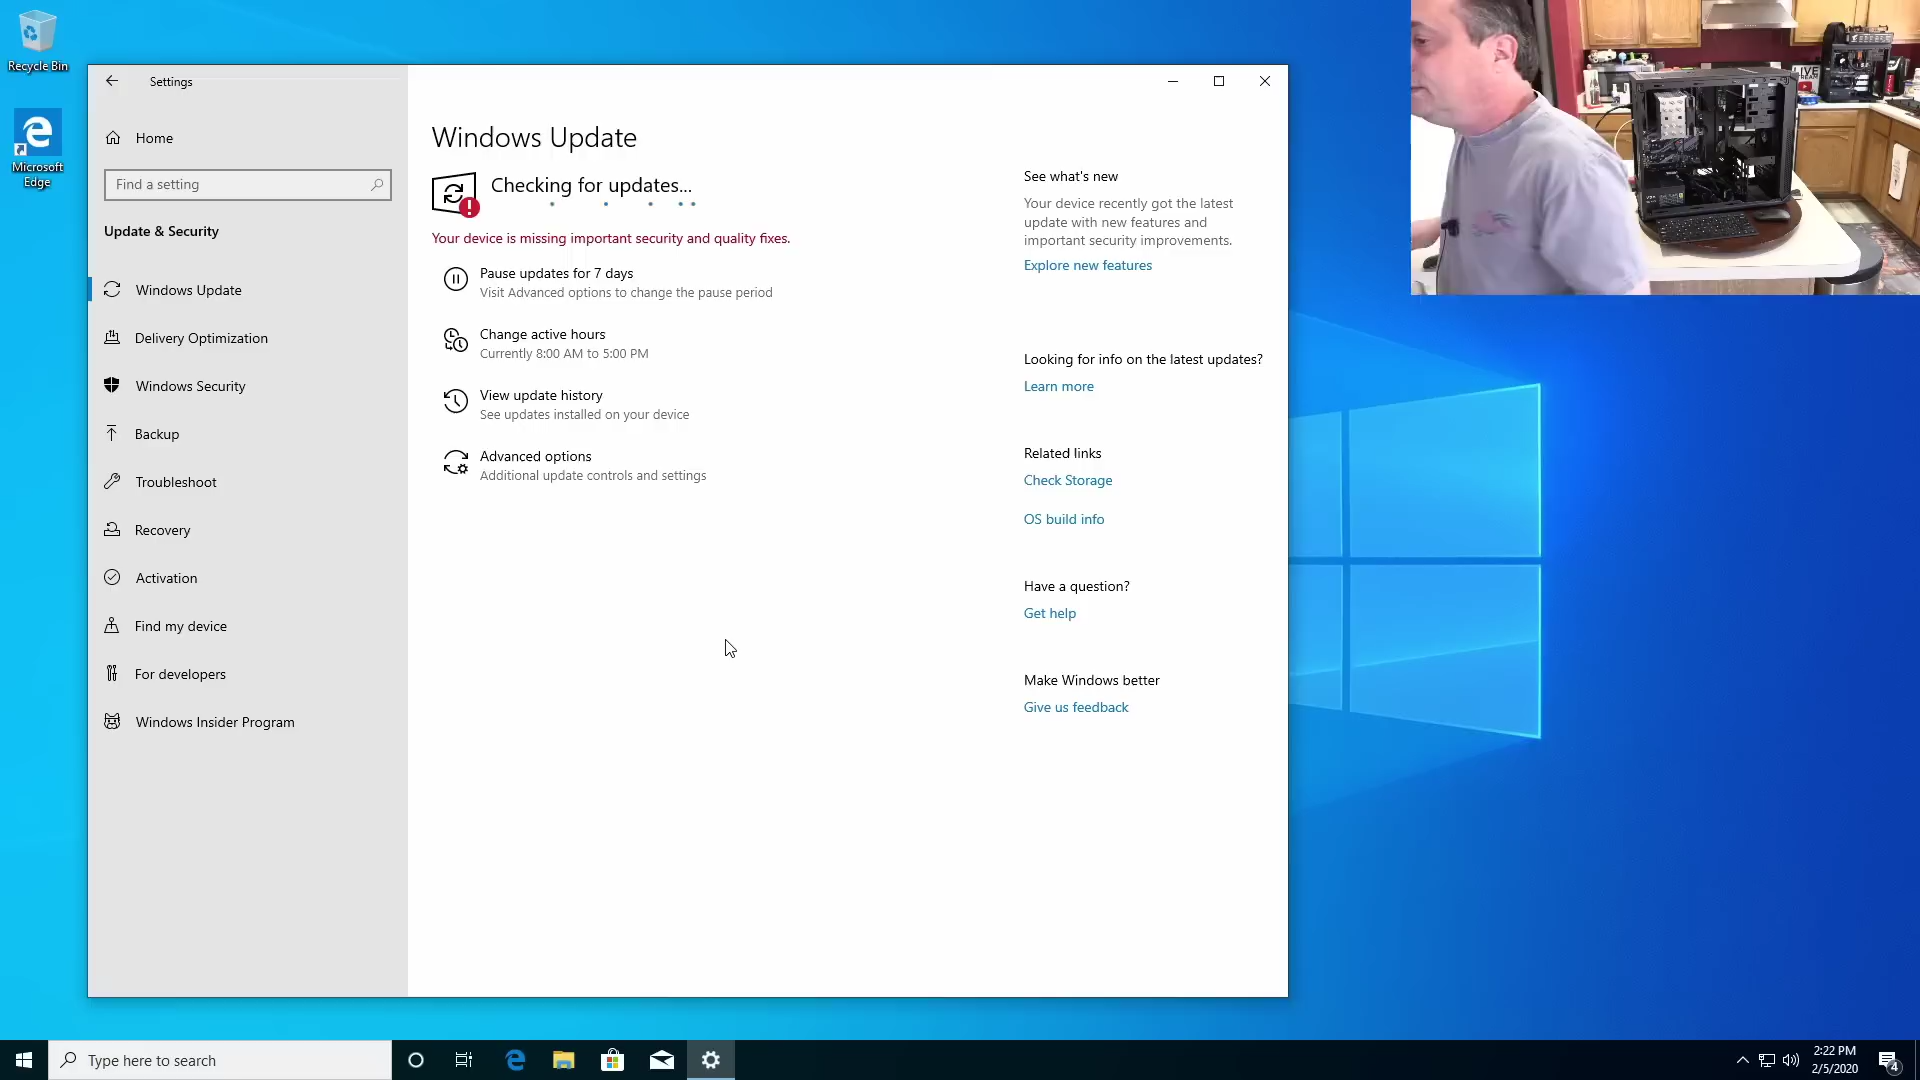 Recycle Bin
Microsoft
Edge
Settings
Home
Find a setting
Update & Security
Windows Update
Delivery Optimization
Windows Security
Backup
Troubleshoot
Recovery
Activation
Find my device
For developers
Windows Insider Program
Windows Update
Checking for updates...
Your device is missing important security and quality fixes.
Pause updates for 7 days
Visit Advanced options to change the pause period
Change active hours
Currently 8:00 AM to 5:00 PM
View update history
See updates installed on your device
Advanced options
Additional update controls and settings
See what's new
Your device recently got the latest
update with new features and
important security improvements.
Explore new features
Looking for info on the latest updates?
Learn more
Related links
Check Storage
OS build info
Have a question?
Get help
Make Windows better
Give us feedback
LIVE
Type here to search
2:22 PM
2/5/2020
4